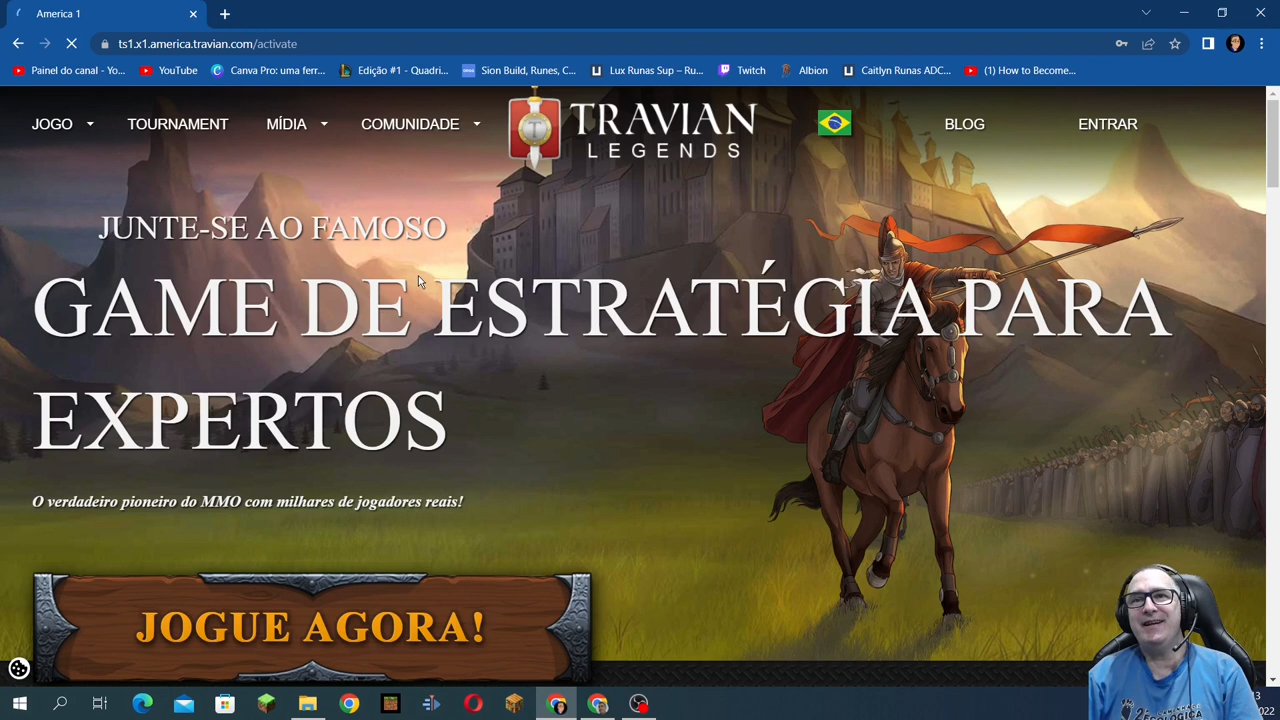 America 1
ts1.x1.america.travian.com/activate
Painel do canal - Yo...
YouTube
Canva Pro: uma ferr...
Edição #1 - Quadri...
Sion Build, Runes, C...
Lux Runas Sup – Ru...
Twitch
Albion
Caitlyn Runas ADC...
(1) How to Become...
JOGO
TOURNAMENT
MÍDIA
COMUNIDADE
TRAVIAN
LEGENDS
BLOG
ENTRAR
JUNTE-SE AO FAMOSO
GAME DE ESTRATÉGIA PARA
EXPERTOS
O verdadeiro pioneiro do MMO com milhares de jogadores reais!
JOGUE AGORA!